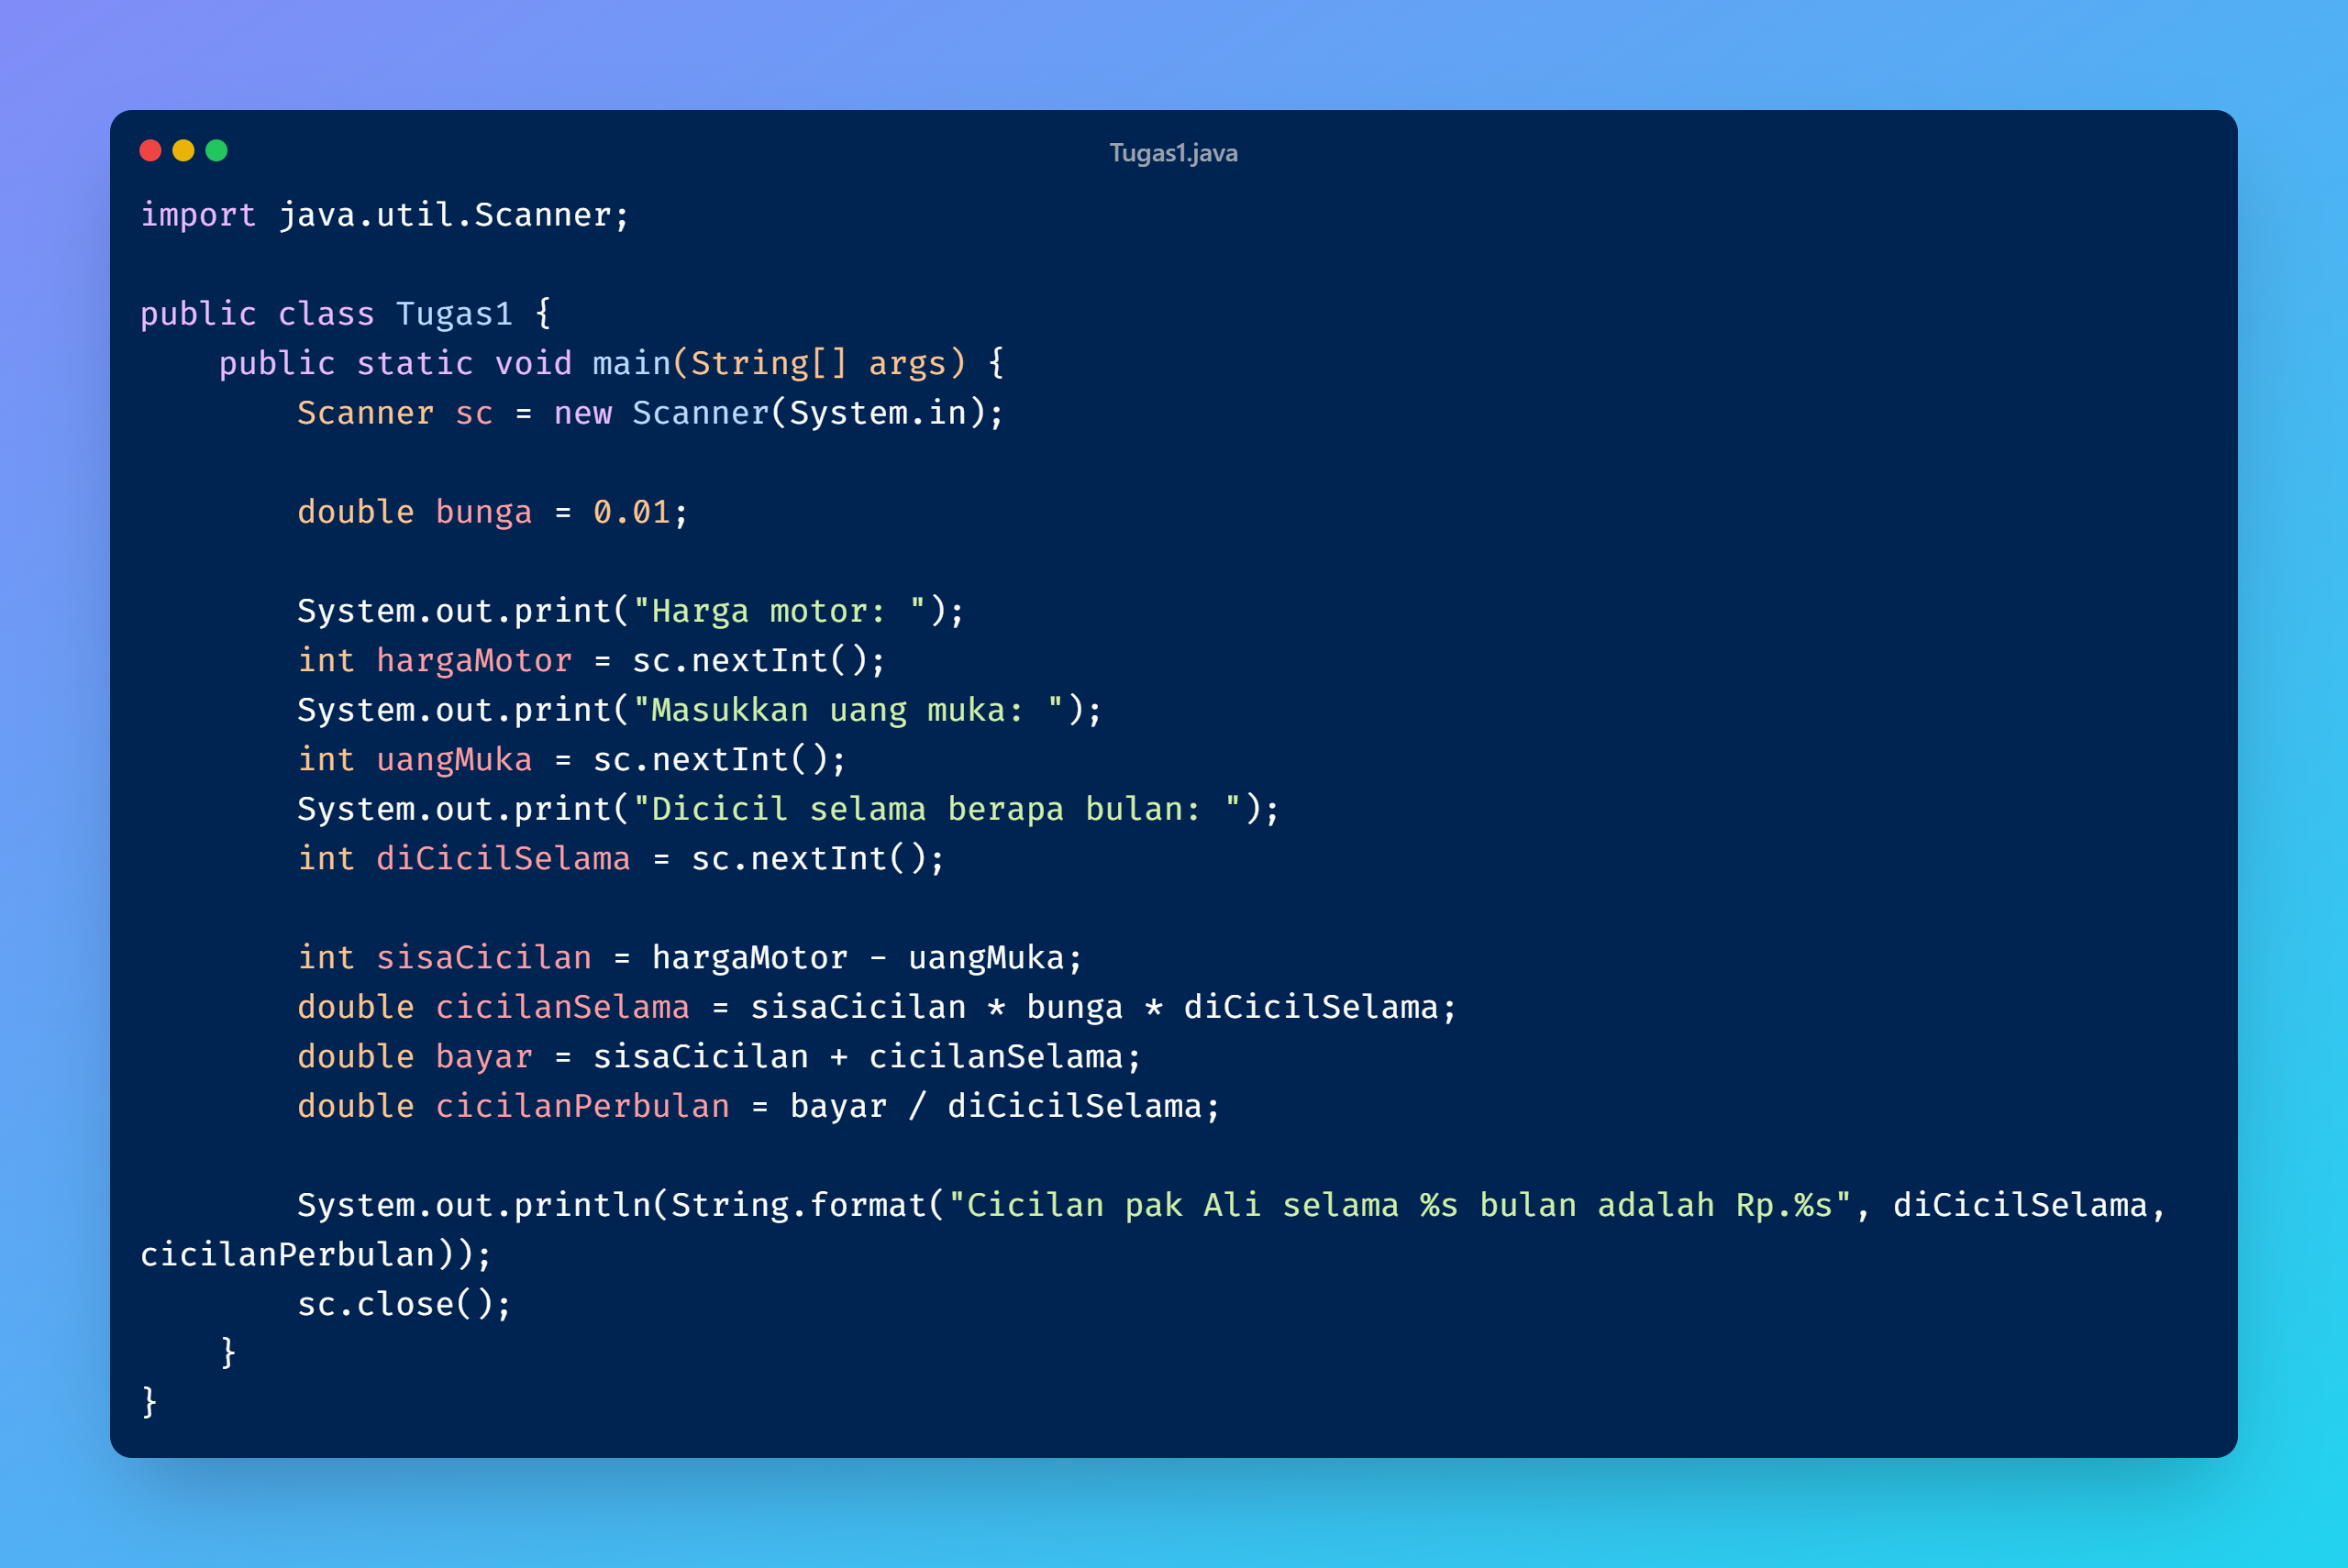 Tugas1.java
import java.util.Scanner;
public class Tugas1 {
    public static void main(String[] args) {
        Scanner sc = new Scanner(System.in);
        double bunga = 0.01;
        System.out.print("Harga motor: ");
        int hargaMotor = sc.nextInt();
        System.out.print("Masukkan uang muka: ");
        int uangMuka = sc.nextInt();
        System.out.print("Dicicil selama berapa bulan: ");
        int diCicilSelama = sc.nextInt();
        int sisaCicilan = hargaMotor - uangMuka;
        double cicilanSelama = sisaCicilan * bunga * diCicilSelama;
        double bayar = sisaCicilan + cicilanSelama;
        double cicilanPerbulan = bayar / diCicilSelama;
        System.out.println(String.format("Cicilan pak Ali selama %s bulan adalah Rp.%s", diCicilSelama,
cicilanPerbulan));
        sc.close();
    }
}